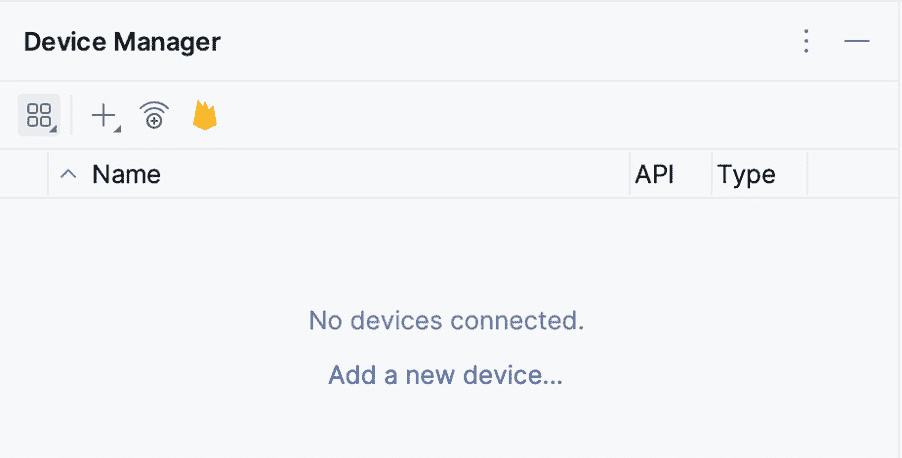 Device Manager
Name API Type
No devices connected.
Add a new device...